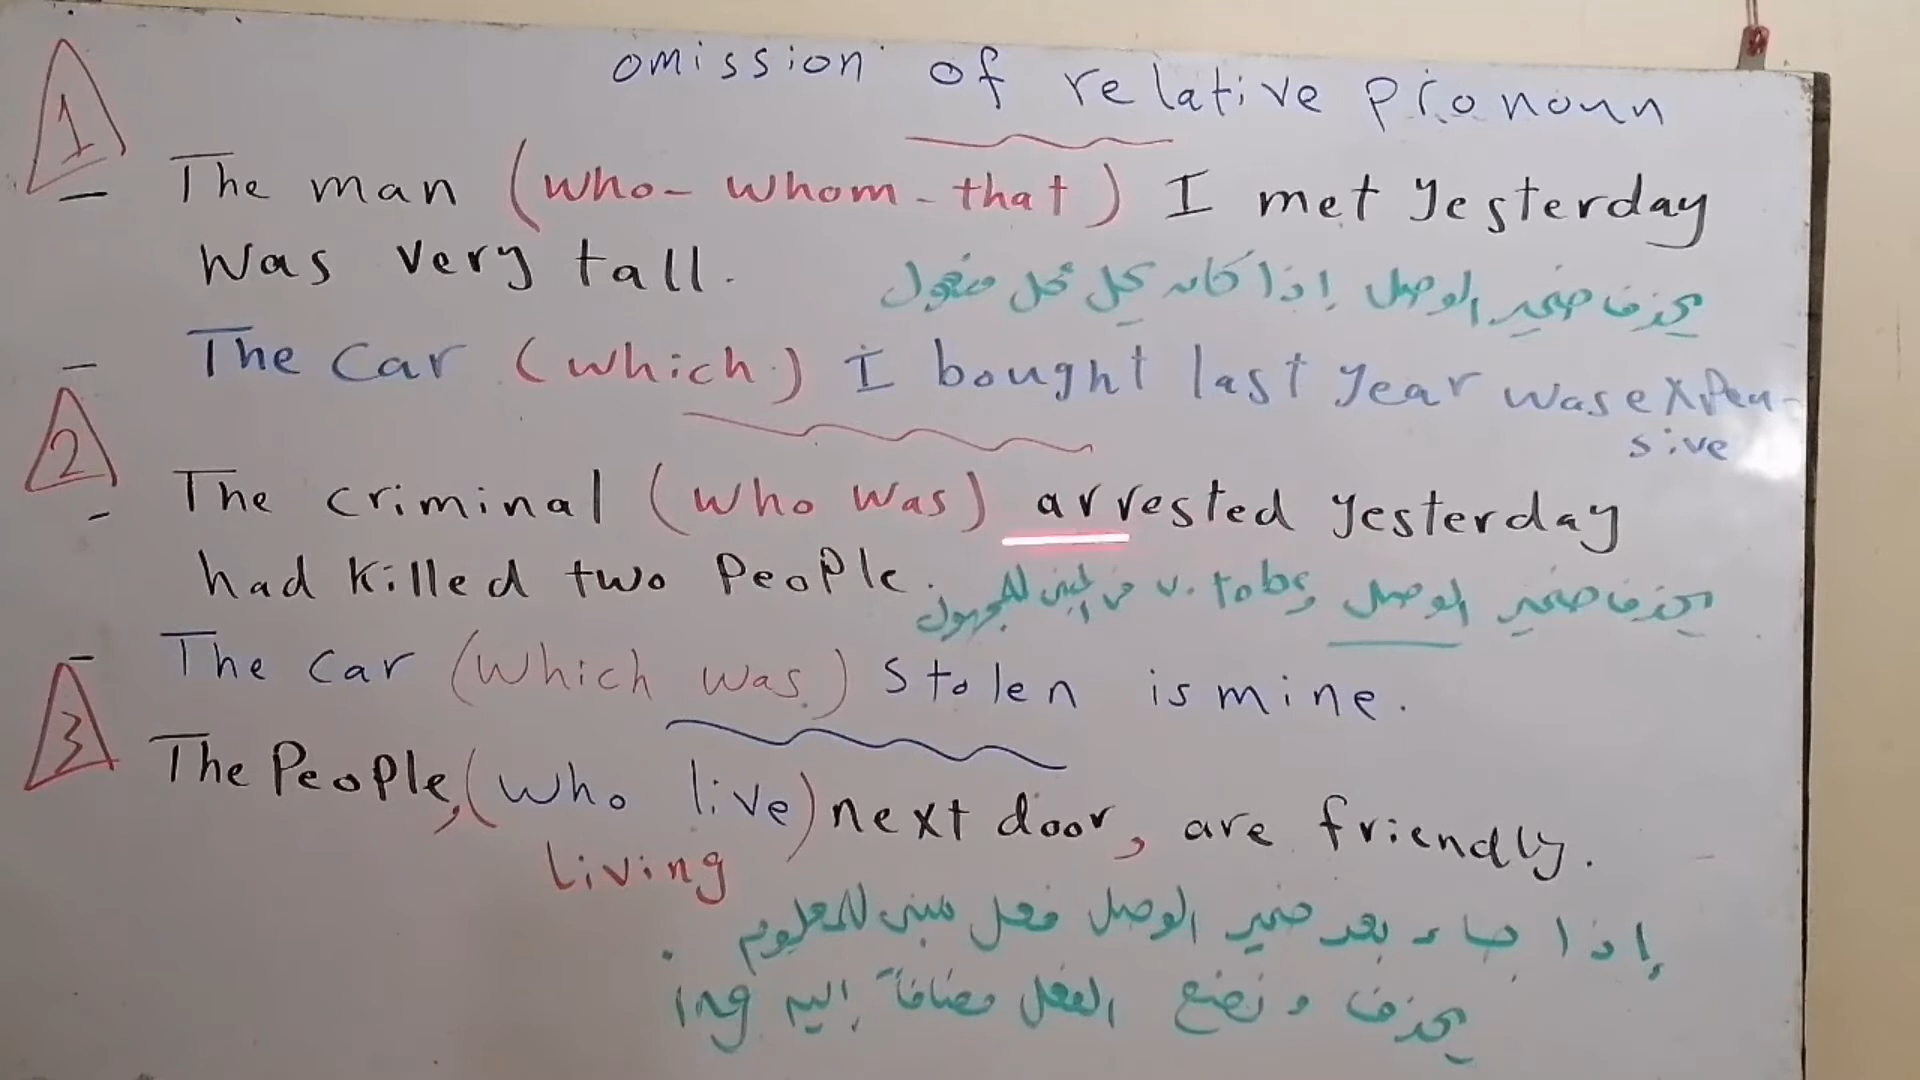 omission of relative pronoun
1
The man (who - whom - that) I met yesterday
was very tall.
يحذف ضمير الوصل إذا كان يحل محل مفعول
The car (which) I bought last year was expen-
sive
2
The criminal (who was) arrested yesterday
had killed two people.
يحذف ضمير الوصل و v. to be في المبنى للمجهول
The car (which was) stolen is mine.
3
The people, (who live) next door, are friendly.
living
إذا جاء بعد ضمير الوصل فعل مبنى للمعلوم
يحذف و نضع الفعل مضافاً إليه ing